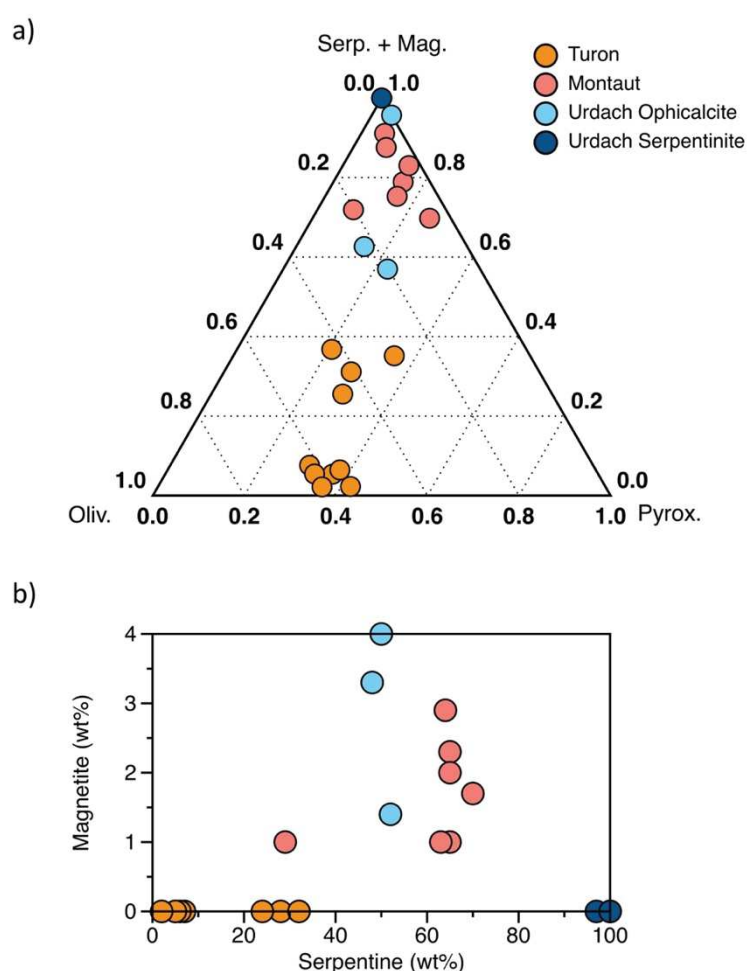 a)
Serp. + Mag.
Turon
Montaut
Urdach Ophicalcite
Urdach Serpentinite
0.0 1.0
0.2 0.8
0.4 0.6
0.6 0.4
0.8 0.2
1.0 0.0
Oliv. Pyrox.
0.0 0.2 0.4 0.6 0.8 1.0
b)
Magnetite (wt%)
4
3
2
1
0
0 20 40 60 80 100
Serpentine (wt%)